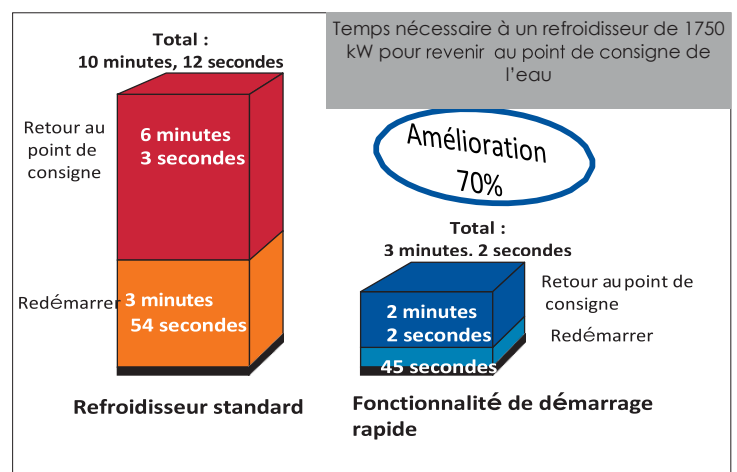 Temps nécessaire à un refroidisseur de 1750
kW pour revenir au point de consigne de
l'eau
Total :
10 minutes, 12 secondes
Retour au
point de
consigne
6 minutes
3 secondes
Redémarrer
3 minutes
54 secondes
Refroidisseur standard
Amélioration
70%
Total :
3 minutes. 2 secondes
2 minutes
2 secondes
45 secondes
Retour au point de
consigne
Redémarrer
Fonctionnalité de démarrage
rapide